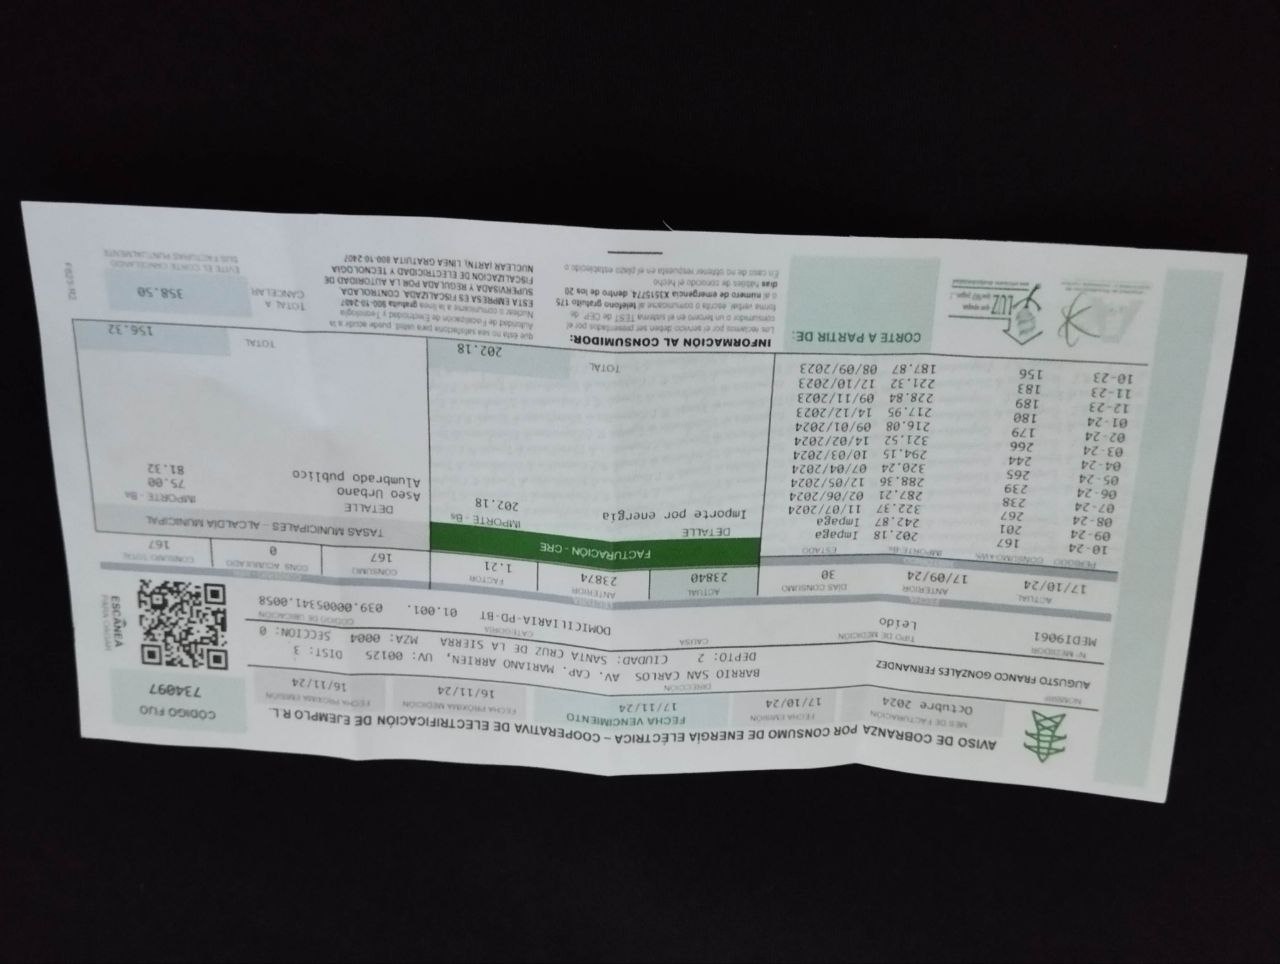 AVISO DE COBRANZA POR CONSUMO DE ENERGÍA ELÉCTRICA – COOPERATIVA DE ELECTRIFICACIÓN DE EJEMPLO R.L.
MES DE FACTURACIÓN FECHA EMISIÓN FECHA VENCIMIENTO FECHA PRÓXIMA MEDICIÓN FECHA PRÓXIMA EMISIÓN CÓDIGO FIJO
Octubre 2024 17/10/24 17/11/24 16/11/24 16/11/24 734097
NOMBRE DIRECCIÓN
AUGUSTO FRANCO GONZALES FERNANDEZ BARRIO SAN CARLOS AV. CAP. MARIANO ARRIEN, UV: 00125 DIST: 3
DEPTO: 2 CIUDAD: SANTA CRUZ DE LA SIERRA MZA: 0004 SECCION: 0
ESCANEA
PARA PAGAR
Nº MEDIDOR TIPO DE MEDICIÓN CAUSA CATEGORÍA CÓDIGO DE UBICACIÓN
MEDI9061 Leido DOMICILIARIA-PD-BT 01.001. 039.00005341.0058
ACTUAL ANTERIOR DIAS CONSUMO ACTUAL ANTERIOR FACTOR CONSUMO CONS ACUMULADO CONSUMO TOTAL
17/10/24 17/09/24 30 23840 23874 1.21 167 0 167
PERIODO CONSUMO kWh IMPORTE Bs ESTADO
10-24 167 202.18 Impaga
09-24 201 242.87 Impaga
08-24 267 322.37 11/07/2024
07-24 238 287.21 02/06/2024
06-24 239 288.36 12/05/2024
05-24 265 320.24 07/04/2024
04-24 244 294.15 10/03/2024
03-24 266 321.52 14/02/2024
02-24 179 216.08 09/01/2024
01-24 180 217.95 14/12/2023
12-23 189 228.84 09/11/2023
11-23 183 221.32 17/10/2023
10-23 156 187.87 08/09/2023
FACTURACIÓN - CRE
DETALLE IMPORTE - Bs
Importe por energía 202.18
TOTAL 202.18
TASAS MUNICIPALES – ALCALDÍA MUNICIPAL
DETALLE IMPORTE - Bs
Aseo Urbano 75.00
Alumbrado publico 81.32
TOTAL 156.32
CORTE A PARTIR DE:
INFORMACIÓN AL CONSUMIDOR:
Los reclamos por el servicio deben ser presentados por el
consumidor o un tercero en el sistema TEST de DEP de
forma verbal, escrita o comunicarse al teléfono gratuito 175
o al numero de emergencia X3515774, dentro de los 20
días hábiles de conocido el hecho
En caso de no obtener respuesta en el plazo establecido o
que ésta no sea satisfactoria para usted, puede acudir a la
Autoridad de Fiscalización de Electricidad y Tecnología
Nuclear o comunicarse a la línea gratuita 800-10-2407
ESTA EMPRESA ES FISCALIZADA, CONTROLADA,
SUPERVISADA Y REGULADA POR LA AUTORIDAD DE
FISCALIZACION DE ELECTRICIDAD Y TECNOLOGIA
NUCLEAR (ARTN), LINEA GRATUITA 800-10-2407
TOTAL A
CANCELAR
358.50
EVITE EL CORTE CANCELANDO
SUS FACTURAS PUNTUALMENTE
LUZ